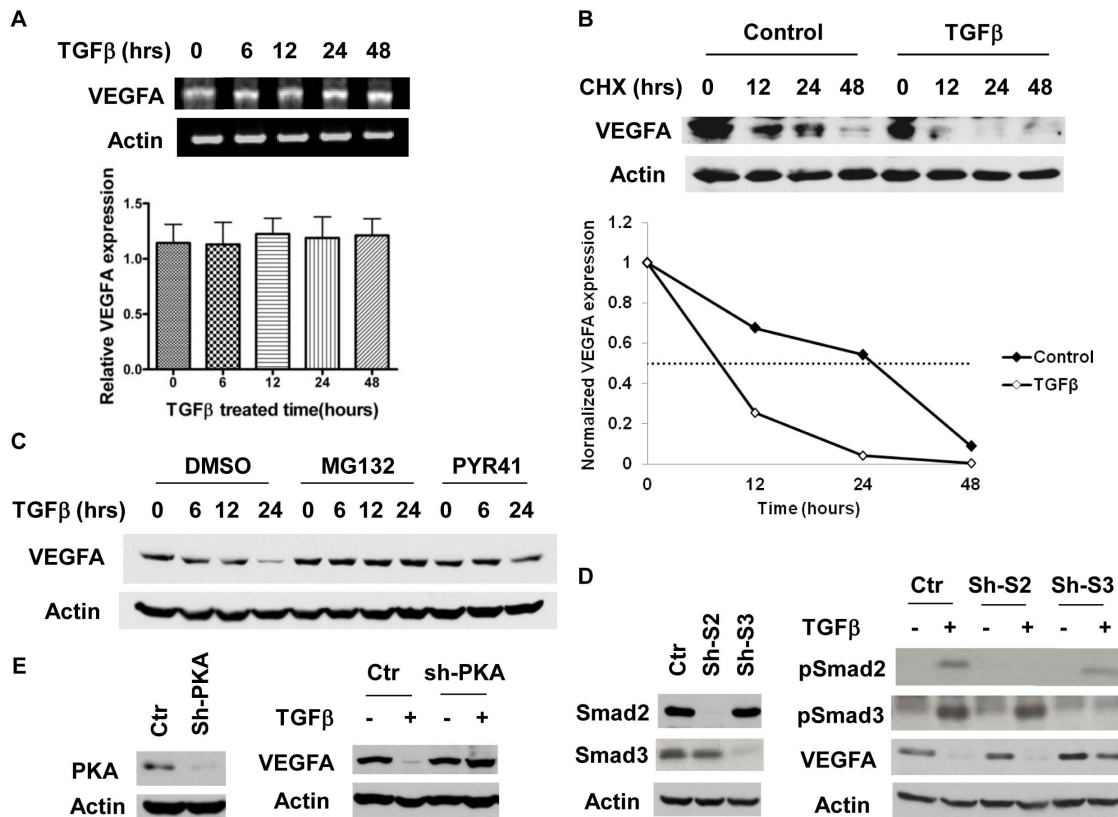 A
TGFβ (hrs) 0 6 12 24 48
VEGFA
Actin
Relative VEGFA expression
1.5
1.0
0.5
0.0
0 6 12 24 48
TGFβ treated time(hours)
B
Control TGFβ
CHX (hrs) 0 12 24 48 0 12 24 48
VEGFA
Actin
Normalized VEGFA expression
1.2
1
0.8
0.6
0.4
0.2
0
0 12 24 48
Time (hours)
Control
TGFβ
C
DMSO MG132 PYR41
TGFβ (hrs) 0 6 12 24 0 6 12 24 0 6 24
VEGFA
Actin
D
Ctr Sh-S2 Sh-S3
Smad2
Smad3
Actin
Ctr Sh-S2 Sh-S3
TGFβ - + - + - +
pSmad2
pSmad3
VEGFA
Actin
E
Ctr Sh-PKA
PKA
Actin
Ctr sh-PKA
TGFβ - + - +
VEGFA
Actin